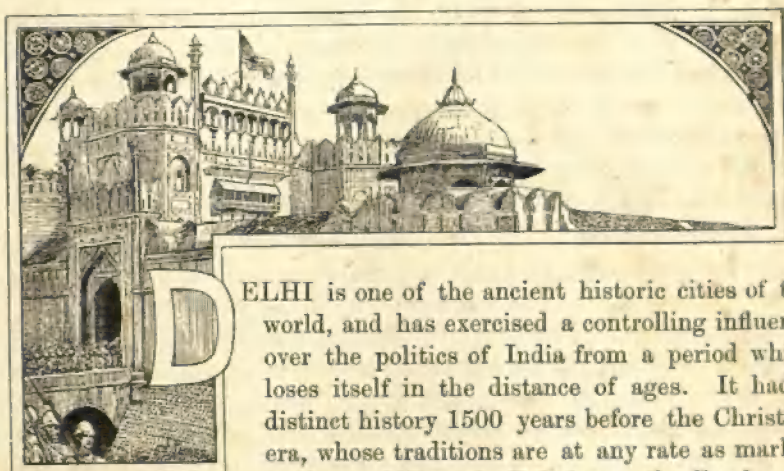 DELHI is one of the ancient historic cities of
world, and has exercised a controlling
over the politics of India from a period
loses itself in the distance of ages. It
distinct history 1500 years before the
era, whose traditions are at any rate as